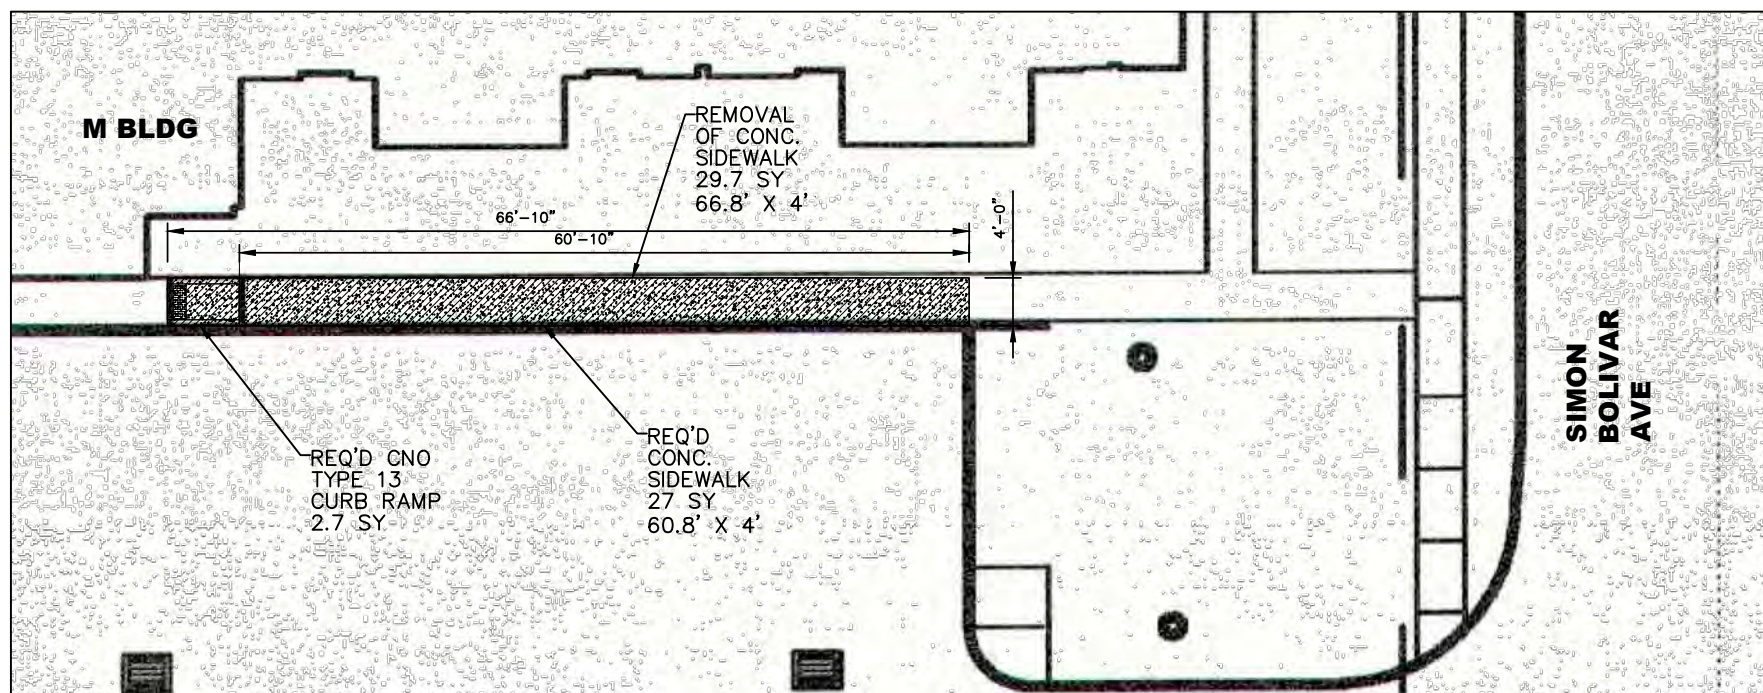 M BLDG
REMOVAL
OF CONC.
SIDEWALK
29.7 SY
66.8' X 4'
66'-10"
60'-10"
4'-0"
REQ'D CNO
TYPE 13
CURB RAMP
2.7 SY
REQ'D
CONC.
SIDEWALK
27 SY
60.8' X 4'
SIMON
BOLIVAR
AVE